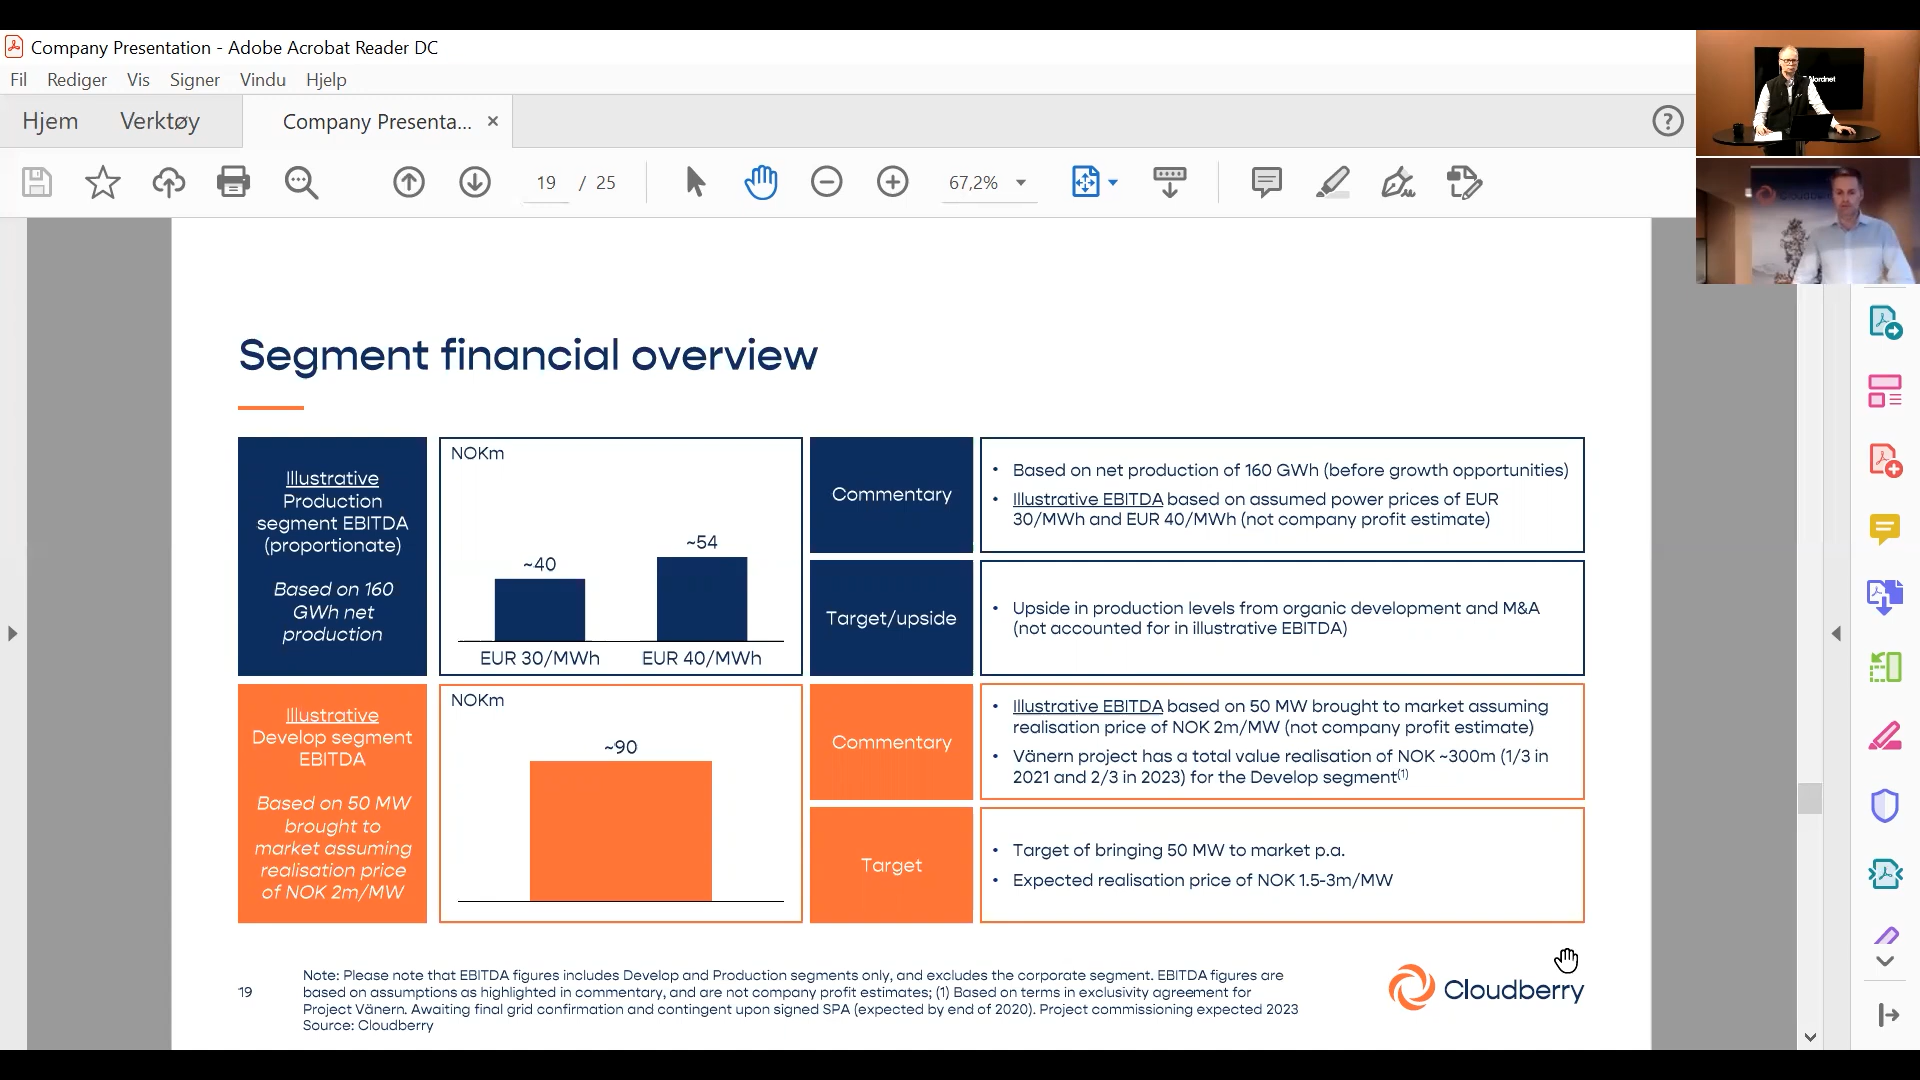 Company Presentation - Adobe Acrobat Reader DC
Fil Rediger Vis Signer Vindu Hjelp
Hjem Verktøy Company Presenta... ×
19 / 25 67,2%
Nordnet
Segment financial overview
Illustrative
Production
segment EBITDA
(proportionate)
Based on 160
GWh net
production
NOKm
~40
~54
EUR 30/MWh EUR 40/MWh
Commentary
• Based on net production of 160 GWh (before growth opportunities)
• Illustrative EBITDA based on assumed power prices of EUR
30/MWh and EUR 40/MWh (not company profit estimate)
Target/upside
• Upside in production levels from organic development and M&A
(not accounted for in illustrative EBITDA)
Illustrative
Develop segment
EBITDA
Based on 50 MW
brought to
market assuming
realisation price
of NOK 2m/MW
NOKm
~90
Commentary
• Illustrative EBITDA based on 50 MW brought to market assuming
realisation price of NOK 2m/MW (not company profit estimate)
• Vänern project has a total value realisation of NOK ~300m (1/3 in
2021 and 2/3 in 2023) for the Develop segment(1)
Target
• Target of bringing 50 MW to market p.a.
• Expected realisation price of NOK 1.5-3m/MW
19
Note: Please note that EBITDA figures includes Develop and Production segments only, and excludes the corporate segment. EBITDA figures are
based on assumptions as highlighted in commentary, and are not company profit estimates; (1) Based on terms in exclusivity agreement for
Project Vänern. Awaiting final grid confirmation and contingent upon signed SPA (expected by end of 2020). Project commissioning expected 2023
Source: Cloudberry
Cloudberry